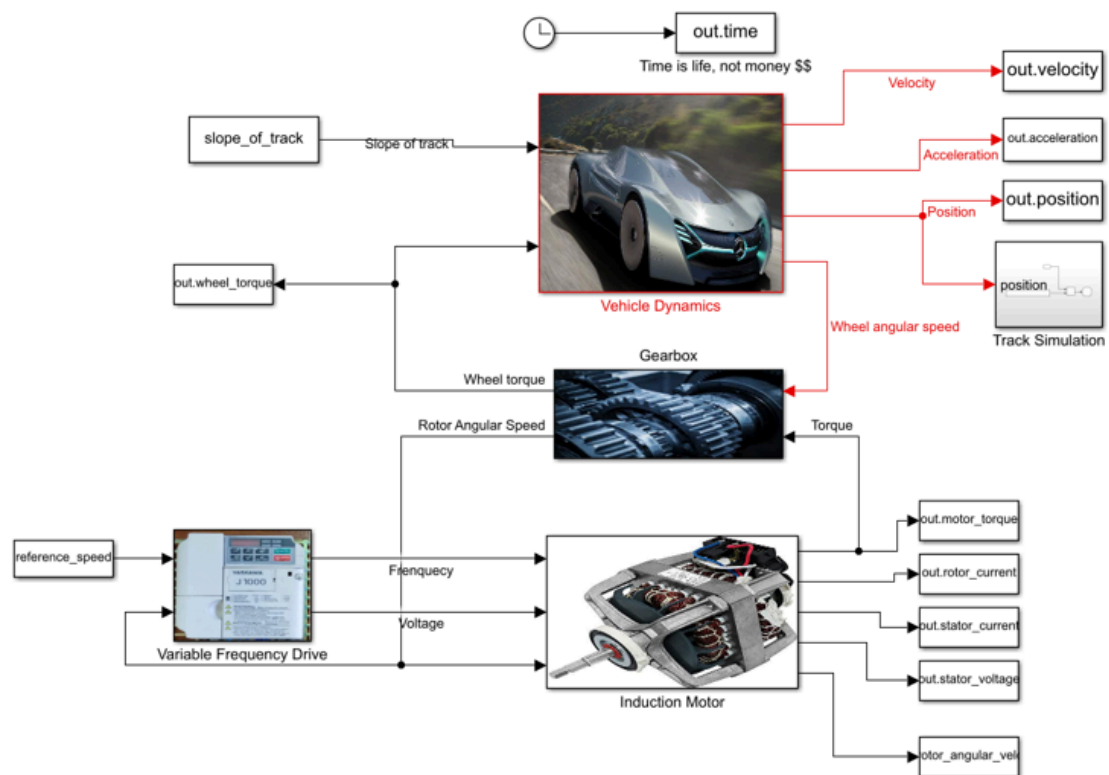 out.time
Time is life, not money $$
out.velocity
Velocity
slope_of_track
Slope of track
out.acceleration
Acceleration
out.position
Position
out.wheel_torque
position
Vehicle Dynamics
Wheel angular speed
Track Simulation
Gearbox
Wheel torque
Rotor Angular Speed
Torque
out.motor_torque
reference_speed
out.rotor_current
Frenquecy
J1000
out.stator_current
Voltage
Variable Frequency Drive
out.stator_voltage
Induction Motor
otor_angular_vel